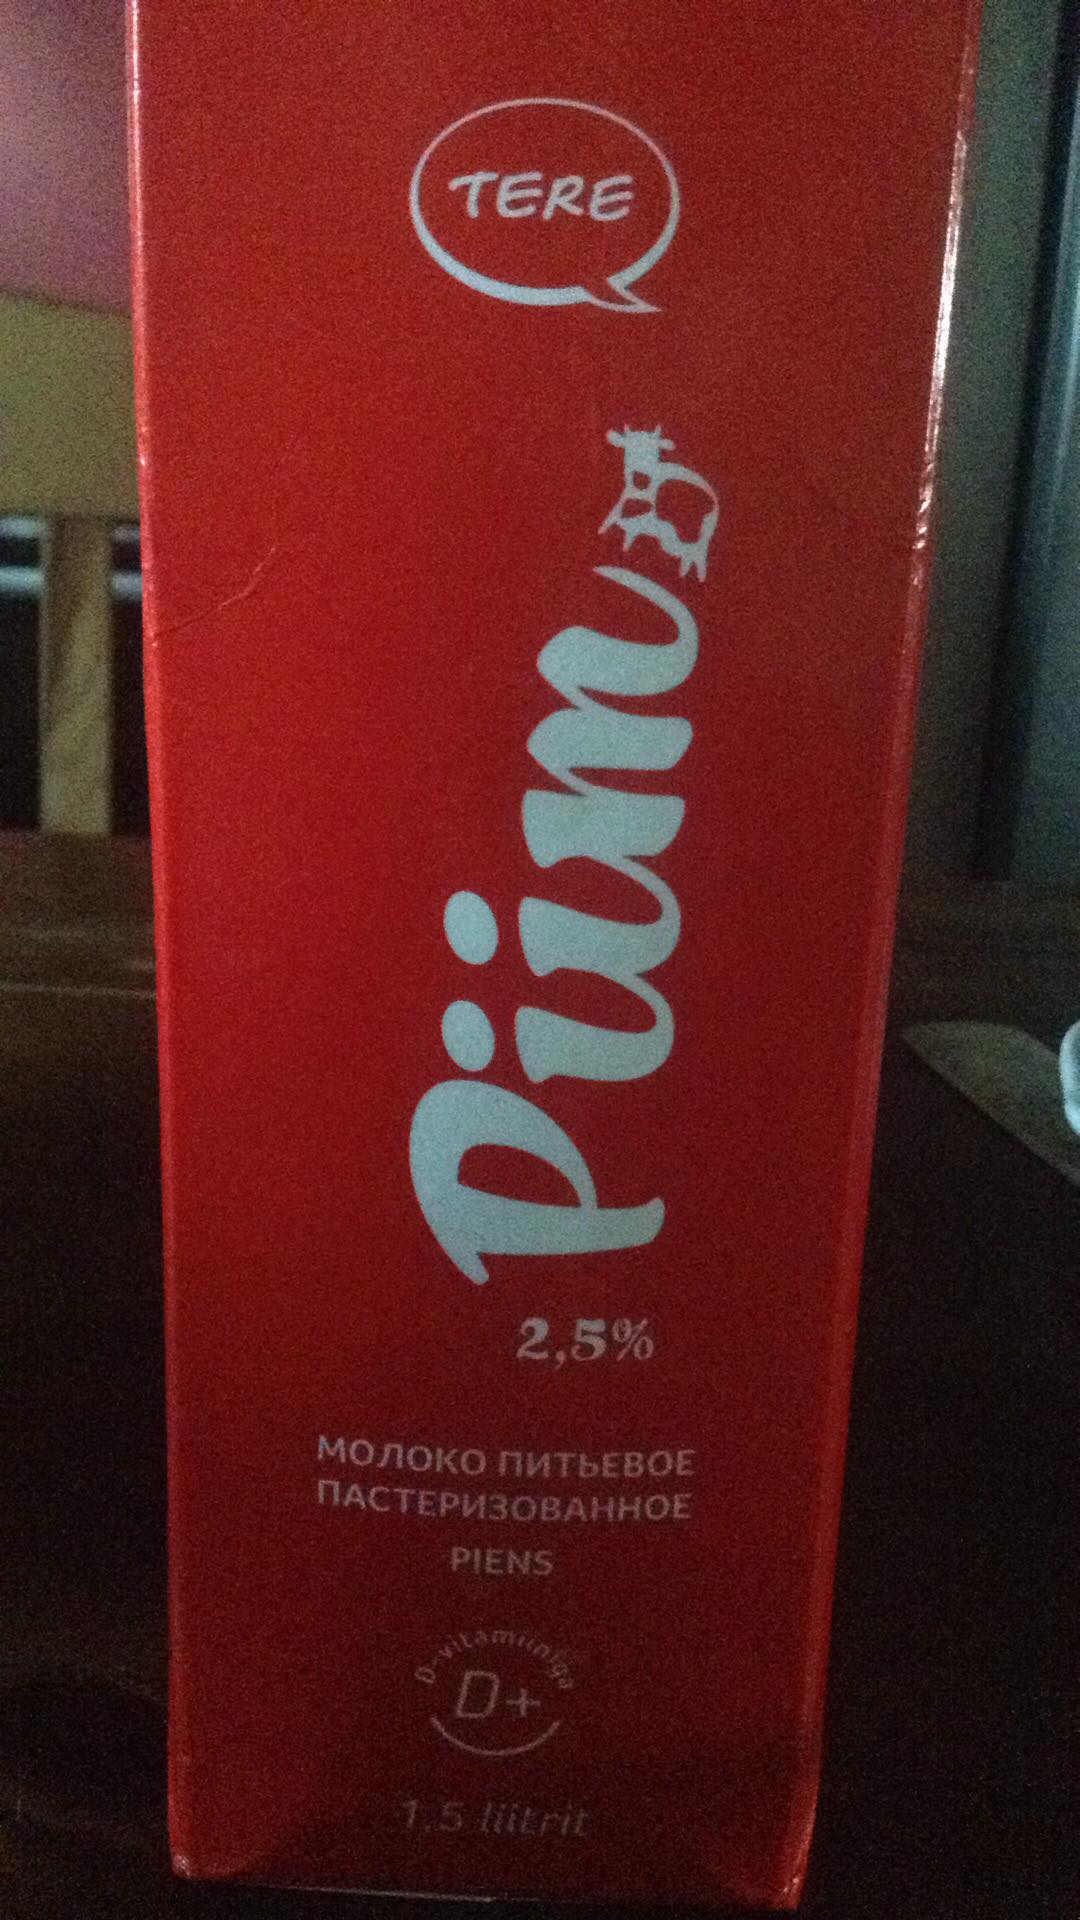 TERE
Piim
2,5%
МОЛОКО ПИТЬЕВОЕ
ПАСТЕРИЗОВАННОЕ
PIENS
D-vitamiiniga
D+
1.5 liitrit